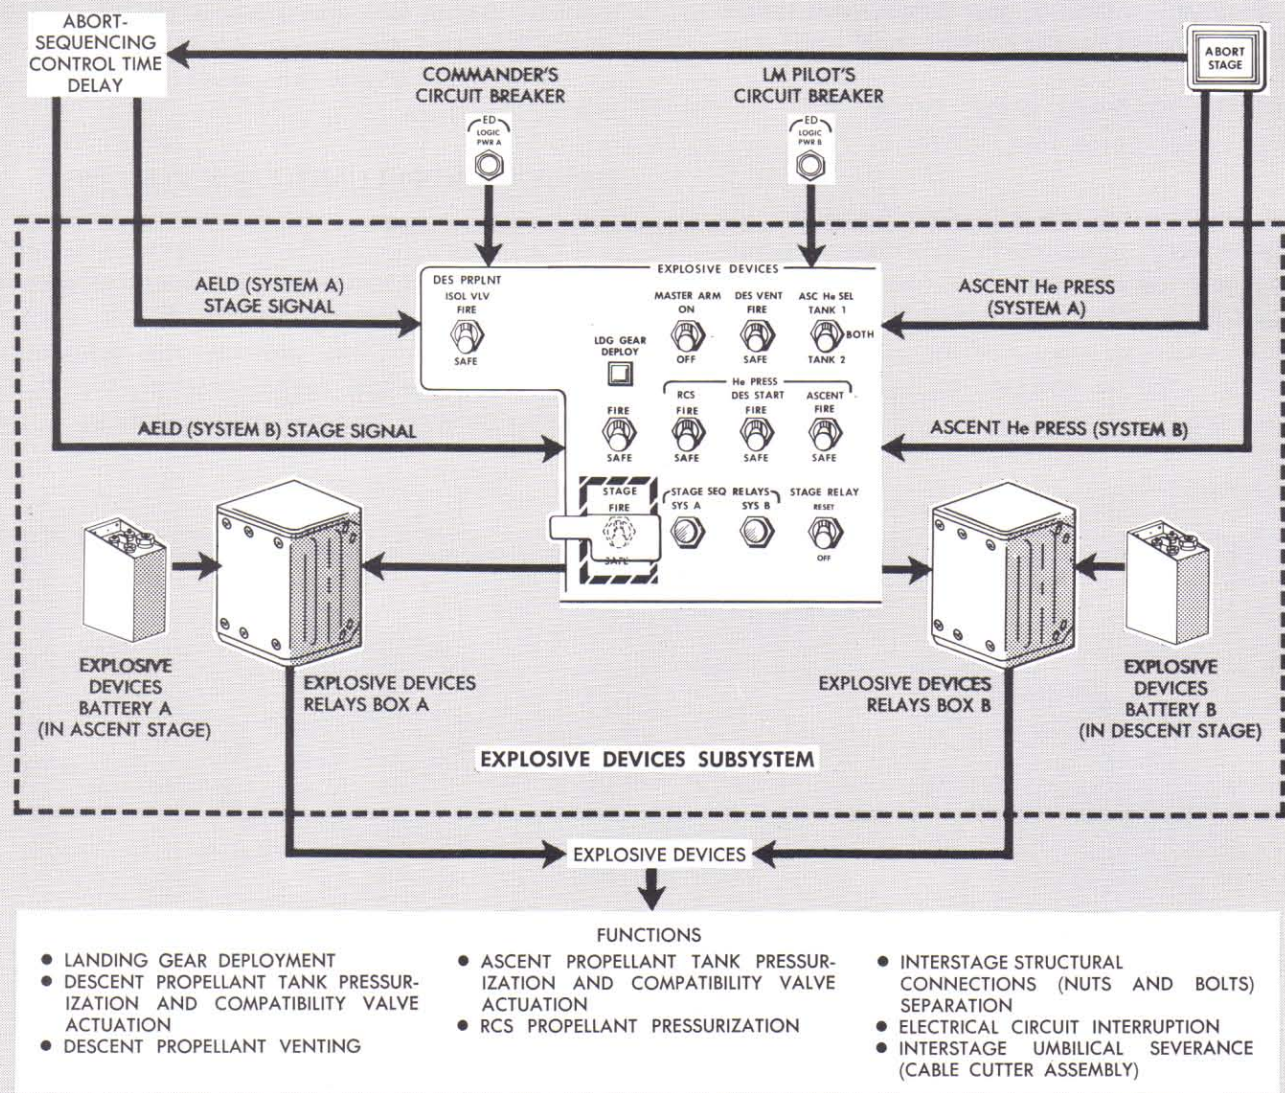 ABORT-
SEQUENCING
CONTROL TIME
DELAY
ABORT
STAGE
COMMANDER'S
CIRCUIT BREAKER
ED
LOGIC
PWR A
LM PILOT'S
CIRCUIT BREAKER
ED
LOGIC
PWR B
AELD (SYSTEM A)
STAGE SIGNAL
AELD (SYSTEM B) STAGE SIGNAL
ASCENT He PRESS
(SYSTEM A)
ASCENT He PRESS (SYSTEM B)
EXPLOSIVE DEVICES
DES PRPLNT
ISOL VLV
FIRE
SAFE
MASTER ARM
ON
OFF
DES VENT
FIRE
SAFE
ASC He SEL
TANK 1
BOTH
TANK 2
LDG GEAR
DEPLOY
FIRE
SAFE
He PRESS
RCS
FIRE
SAFE
DES START
FIRE
SAFE
ASCENT
FIRE
SAFE
STAGE
FIRE
SAFE
STAGE SEQ RELAYS
SYS A
SYS B
STAGE RELAY
RESET
OFF
EXPLOSIVE
DEVICES
BATTERY A
(IN ASCENT STAGE)
EXPLOSIVE DEVICES
RELAYS BOX A
EXPLOSIVE DEVICES
RELAYS BOX B
EXPLOSIVE
DEVICES
BATTERY B
(IN DESCENT STAGE)
EXPLOSIVE DEVICES SUBSYSTEM
EXPLOSIVE DEVICES
FUNCTIONS
● LANDING GEAR DEPLOYMENT
● DESCENT PROPELLANT TANK PRESSUR-
IZATION AND COMPATIBILITY VALVE
ACTUATION
● DESCENT PROPELLANT VENTING
● ASCENT PROPELLANT TANK PRESSUR-
IZATION AND COMPATIBILITY VALVE
ACTUATION
● RCS PROPELLANT PRESSURIZATION
● INTERSTAGE STRUCTURAL
CONNECTIONS (NUTS AND BOLTS)
SEPARATION
● ELECTRICAL CIRCUIT INTERRUPTION
● INTERSTAGE UMBILICAL SEVERANCE
(CABLE CUTTER ASSEMBLY)